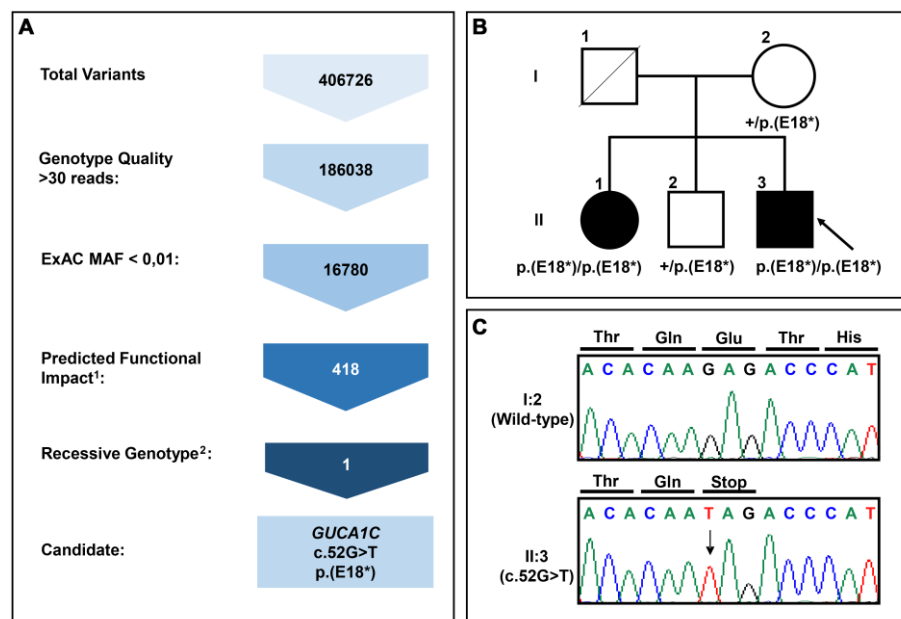 A
Total Variants
406726
Genotype Quality
>30 reads:
186038
ExAC MAF < 0,01:
16780
Predicted Functional
Impact¹:
418
Recessive Genotype²:
1
Candidate:
GUCA1C
c.52G>T
p.(E18*)
B
1
2
I
+/p.(E18*)
1
2
3
II
p.(E18*)/p.(E18*)
+/p.(E18*)
p.(E18*)/p.(E18*)
C
Thr Gln Glu Thr His
A C A C A A G A G A C C C A T
I:2
(Wild-type)
Thr Gln Stop
A C A C A A T A G A C C C A T
II:3
(c.52G>T)